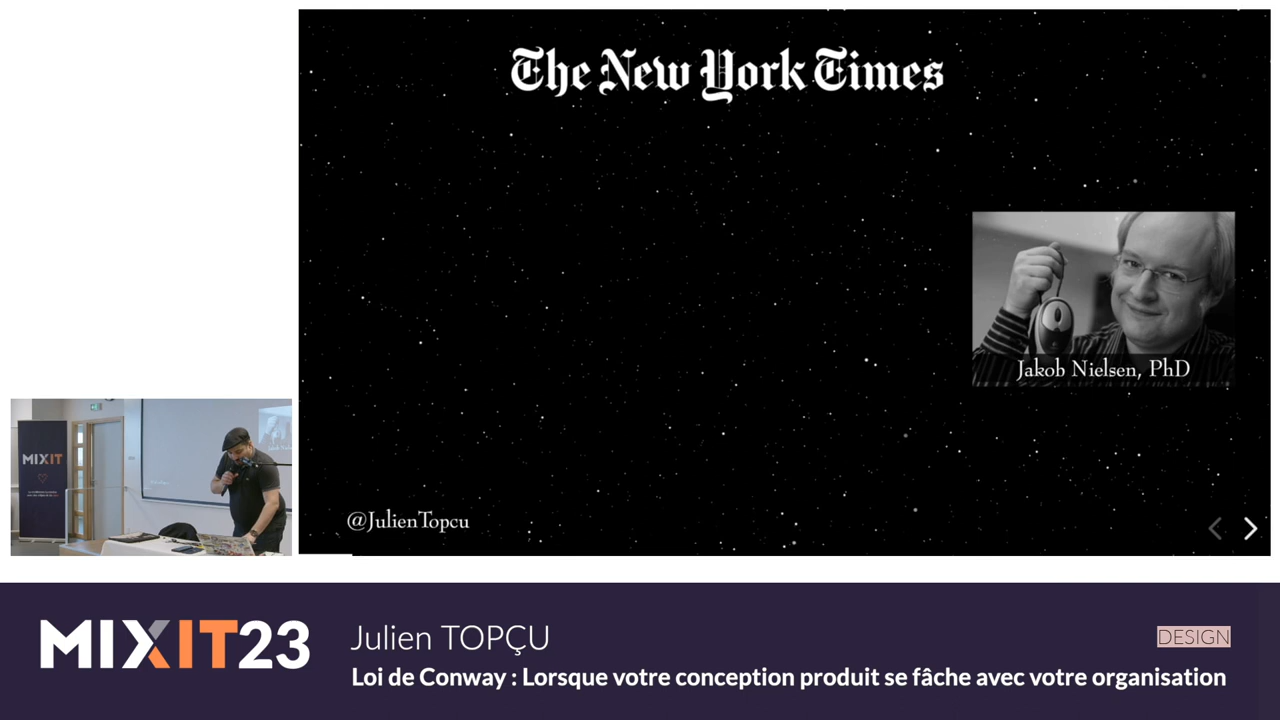 The New York Times
Jakob Nielsen, PhD
@JulienTopcu
MIXIT
MIXIT23
Julien TOPÇU
DESIGN
Loi de Conway : Lorsque votre conception produit se fâche avec votre organisation